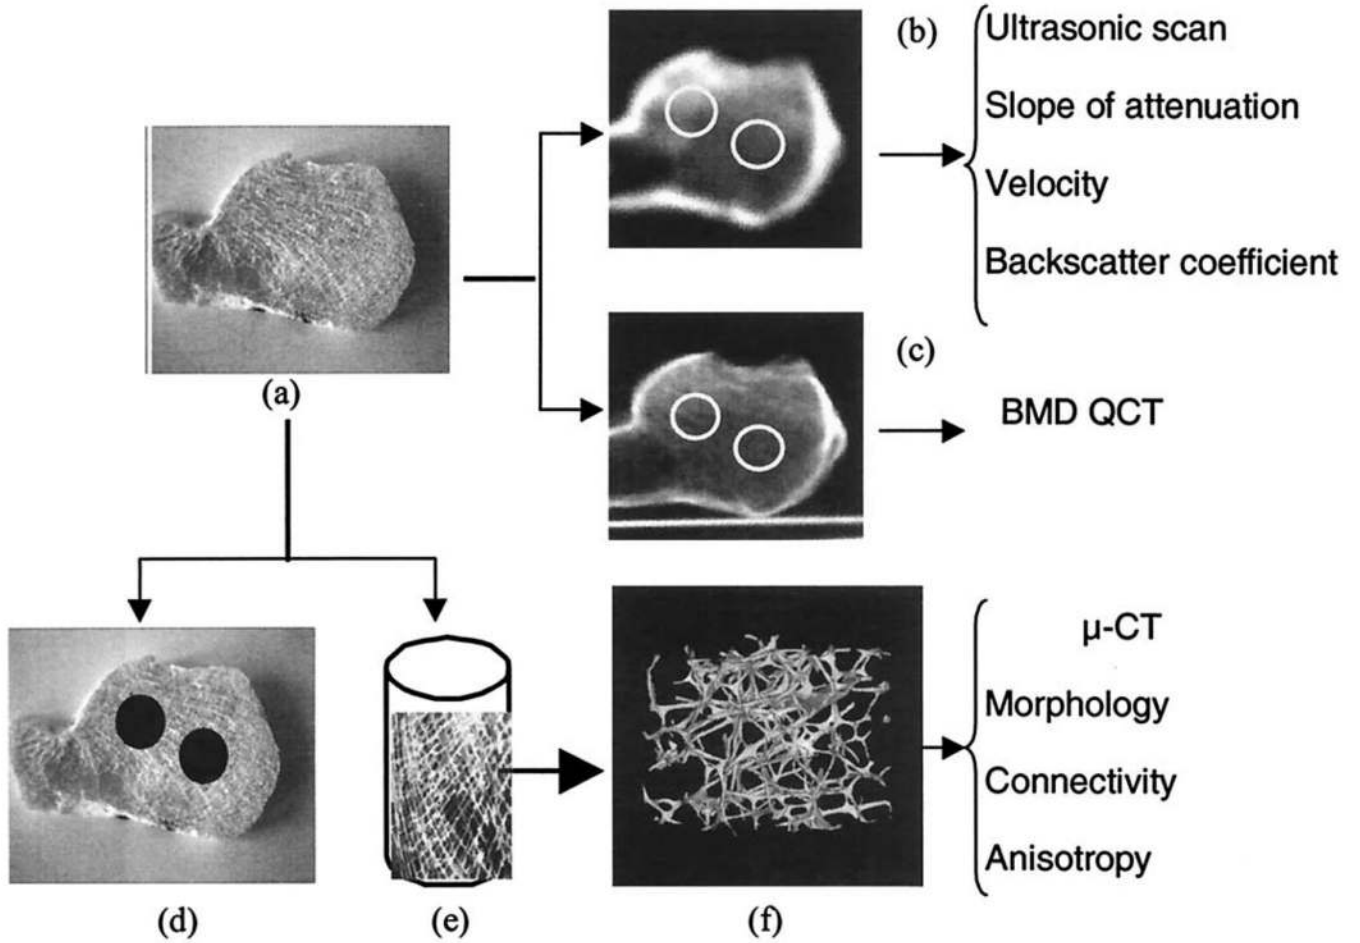 (b)
Ultrasonic scan
Slope of attenuation
Velocity
Backscatter coefficient
(a)
(c)
BMD QCT
µ-CT
Morphology
Connectivity
Anisotropy
(d)
(e)
(f)